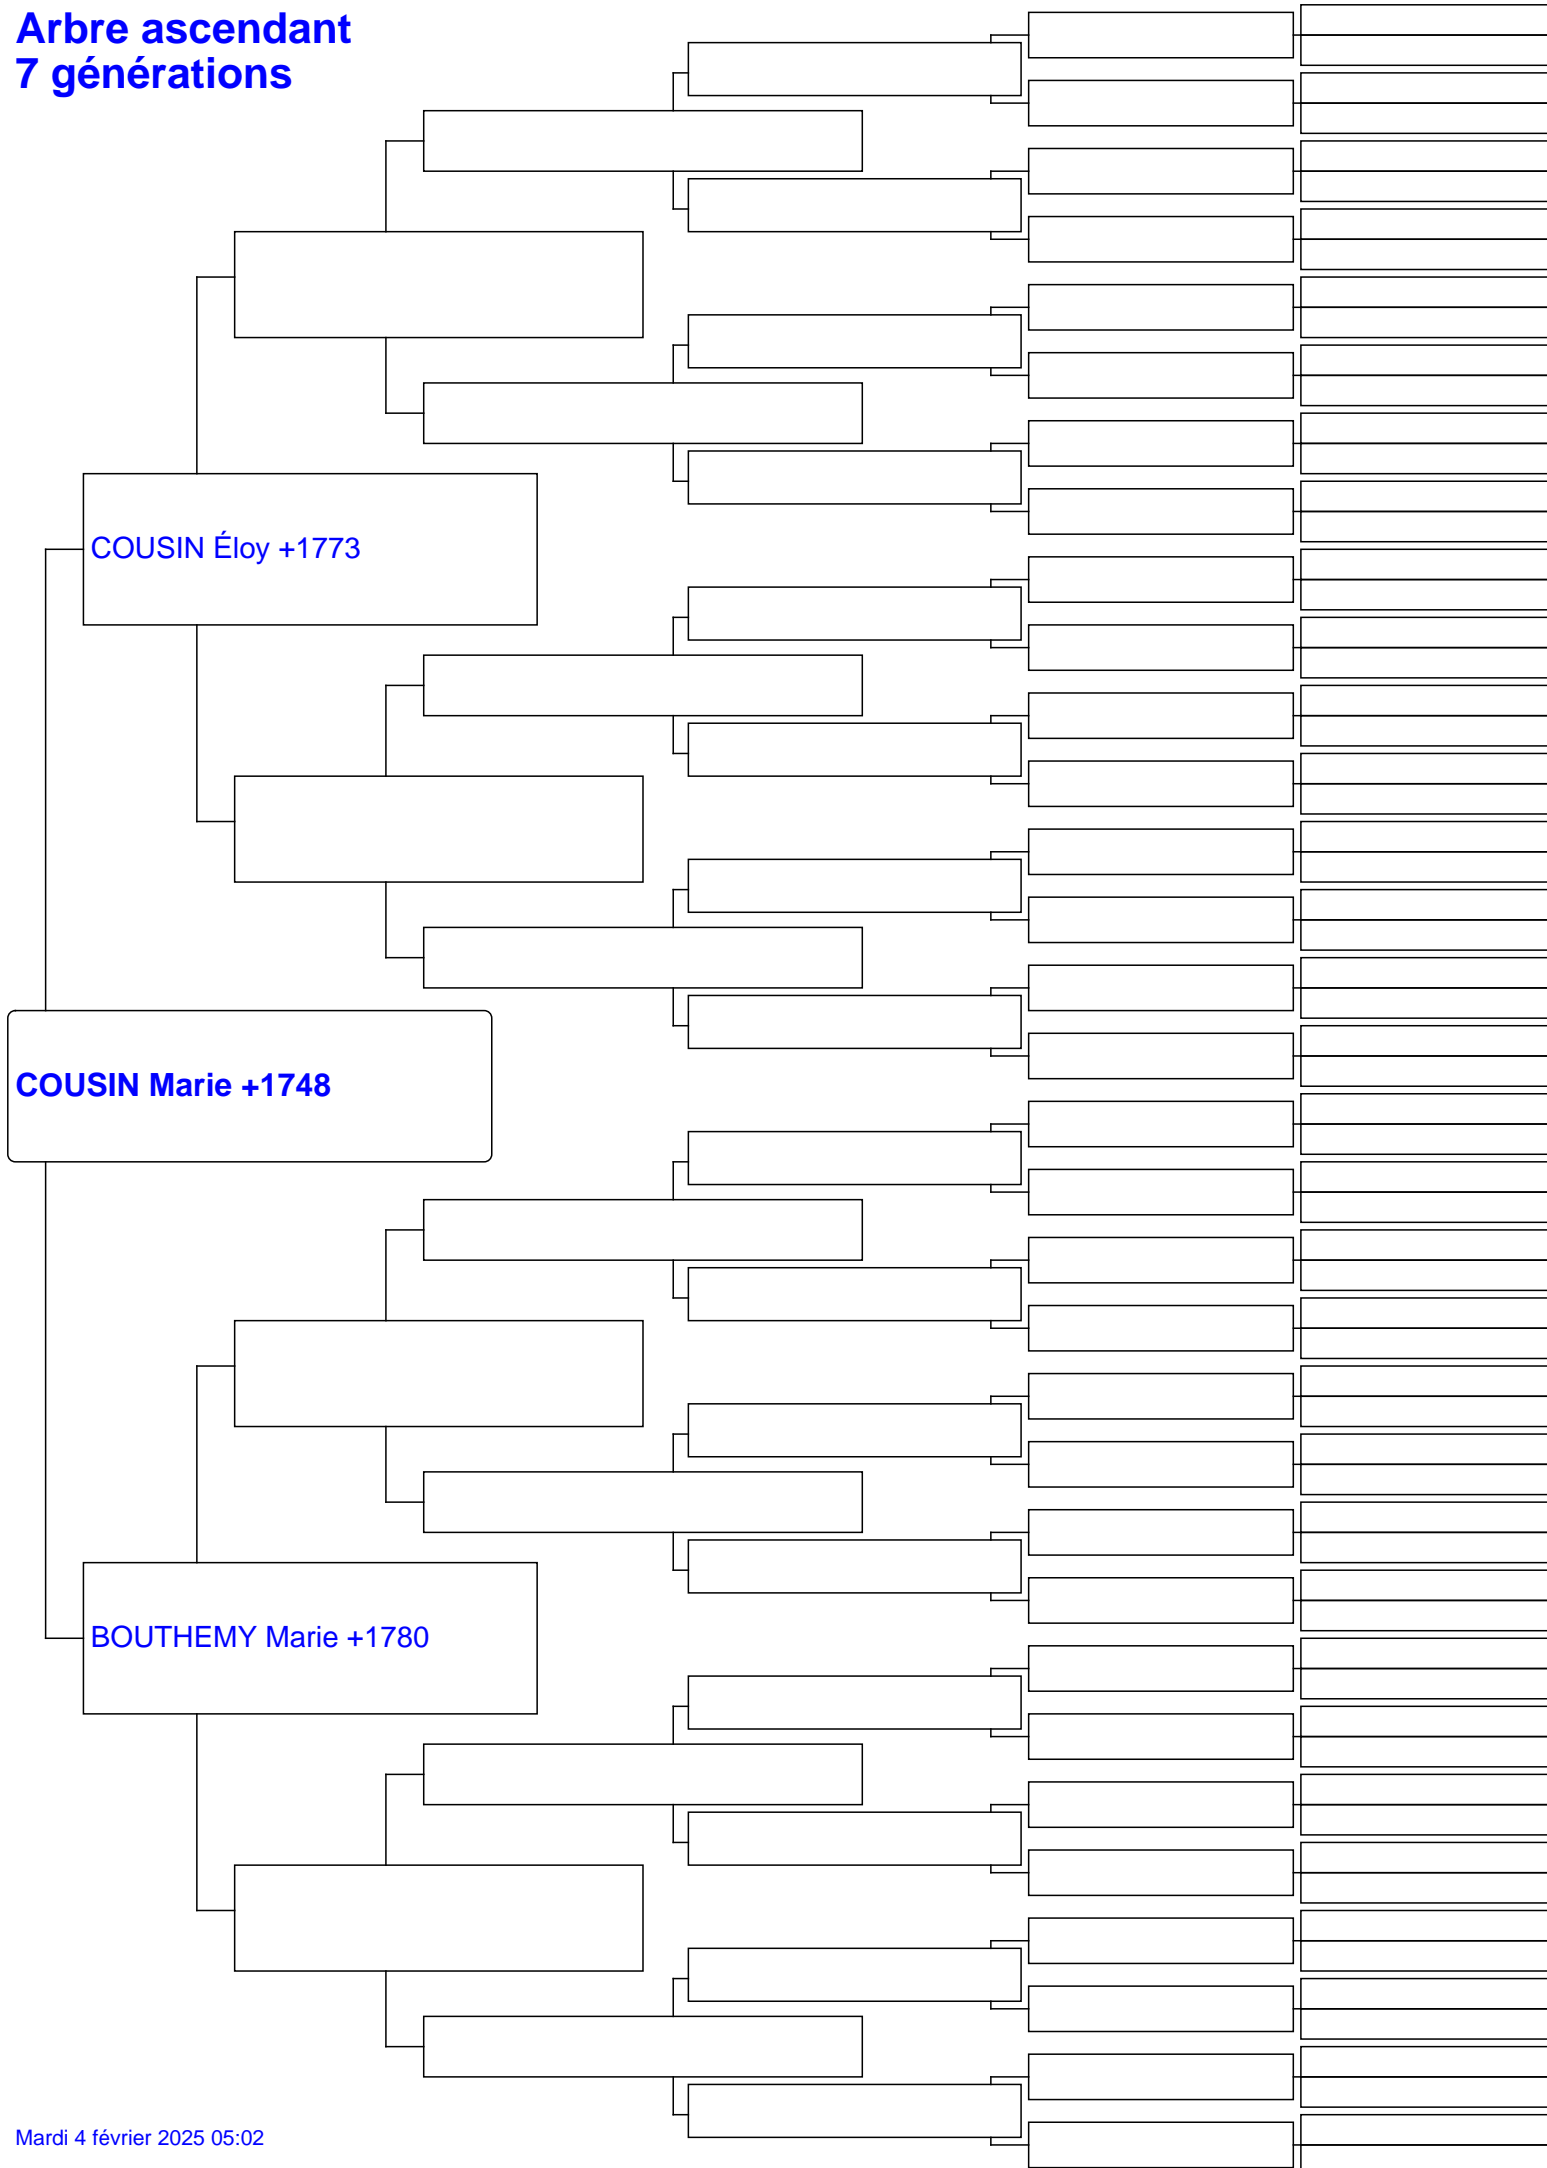 Arbre ascendant
7 générations
COUSIN Éloy +1773
COUSIN Marie +1748
BOUTHEMY Marie +1780
Mardi 4 février 2025 05:02